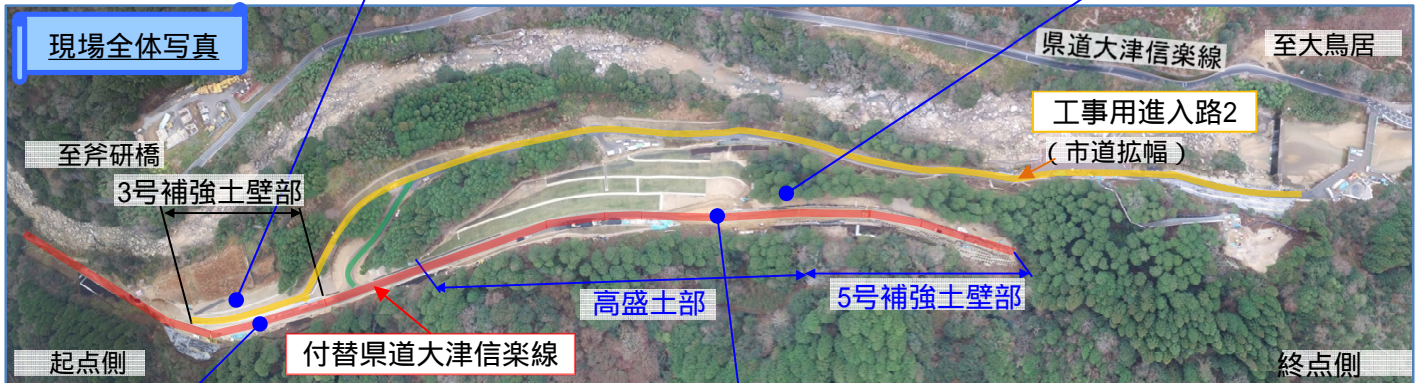 現場全体写真
県道大津信楽線
至大鳥居
工事用進入路2
(市道拡幅)
至斧研橋
3号補強土壁部
高盛土部
5号補強土壁部
付替県道大津信楽線
起点側
終点側